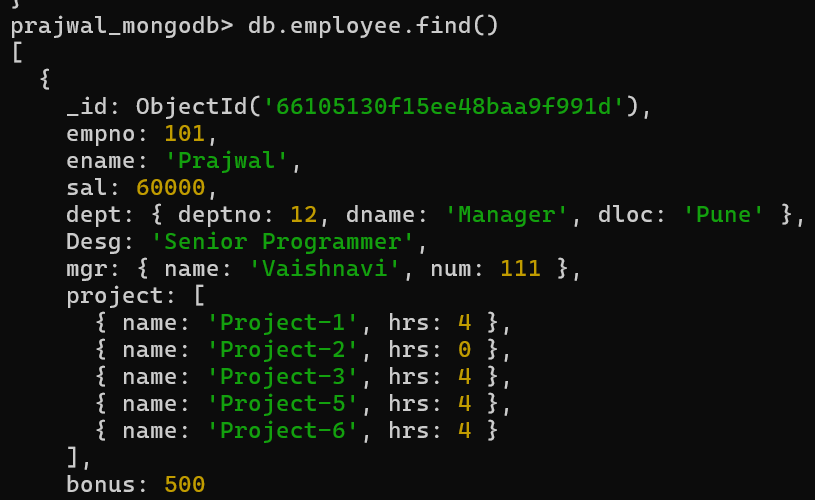 }
prajwal_mongodb> db.employee.find()
[
  {
    _id: ObjectId('66105130f15ee48baa9f991d'),
    empno: 101,
    ename: 'Prajwal',
    sal: 60000,
    dept: { deptno: 12, dname: 'Manager', dloc: 'Pune' },
    Desg: 'Senior Programmer',
    mgr: { name: 'Vaishnavi', num: 111 },
    project: [
      { name: 'Project-1', hrs: 4 },
      { name: 'Project-2', hrs: 0 },
      { name: 'Project-3', hrs: 4 },
      { name: 'Project-5', hrs: 4 },
      { name: 'Project-6', hrs: 4 }
    ],
    bonus: 500